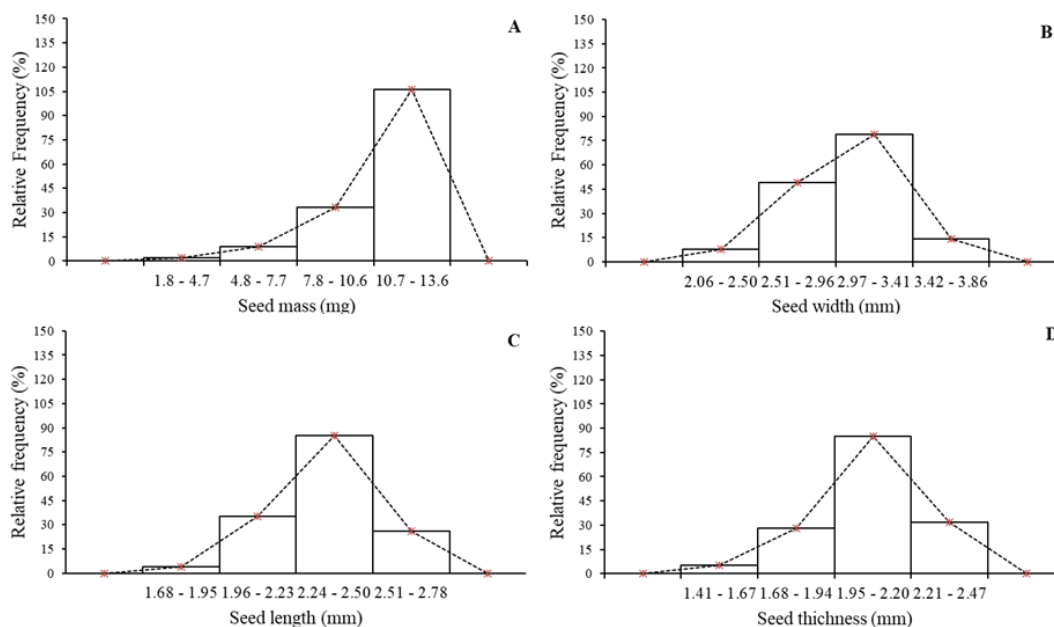 A
Relative Frequency (%)
150
135
120
105
90
75
60
45
30
15
0
1.8 - 4.7 4.8 - 7.7 7.8 - 10.6 10.7 - 13.6
Seed mass (mg)
B
Relative Frequency (%)
150
135
120
105
90
75
60
45
30
15
0
2.06 - 2.50 2.51 - 2.96 2.97 - 3.41 3.42 - 3.86
Seed width (mm)
C
Relative frequency (%)
150
135
120
105
90
75
60
45
30
15
0
1.68 - 1.95 1.96 - 2.23 2.24 - 2.50 2.51 - 2.78
Seed length (mm)
D
Relative frequency (%)
150
135
120
105
90
75
60
45
30
15
0
1.41 - 1.67 1.68 - 1.94 1.95 - 2.20 2.21 - 2.47
Seed thichness (mm)